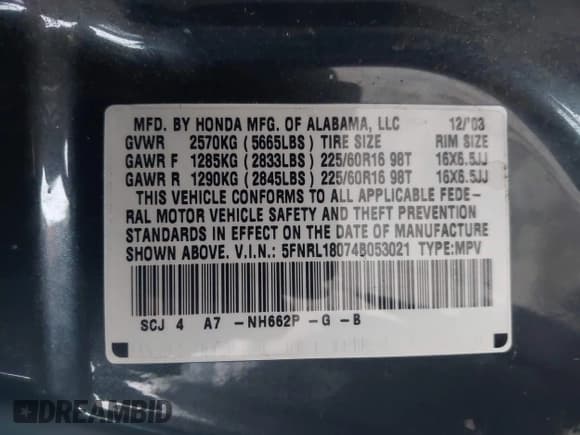 MFD. BY HONDA MFG. OF ALABAMA, LLC 12/'03
GVWR 2570KG (5665LBS) TIRE SIZE RIM SIZE
GAWR F 1285KG (2833LBS) 225/60R16 98T 16X6.5JJ
GAWR R 1290KG (2845LBS) 225/60R16 98T 16X6.5JJ
THIS VEHICLE CONFORMS TO ALL APPLICABLE FEDE-
RAL MOTOR VEHICLE SAFETY AND THEFT PREVENTION
STANDARDS IN EFFECT ON THE DATE OF MANUFACTURE
SHOWN ABOVE. V.I.N.: 5FNRL18074B053021 TYPE:MPV
SCJ 4 A7 -NH662P -G -B
DREAMBID